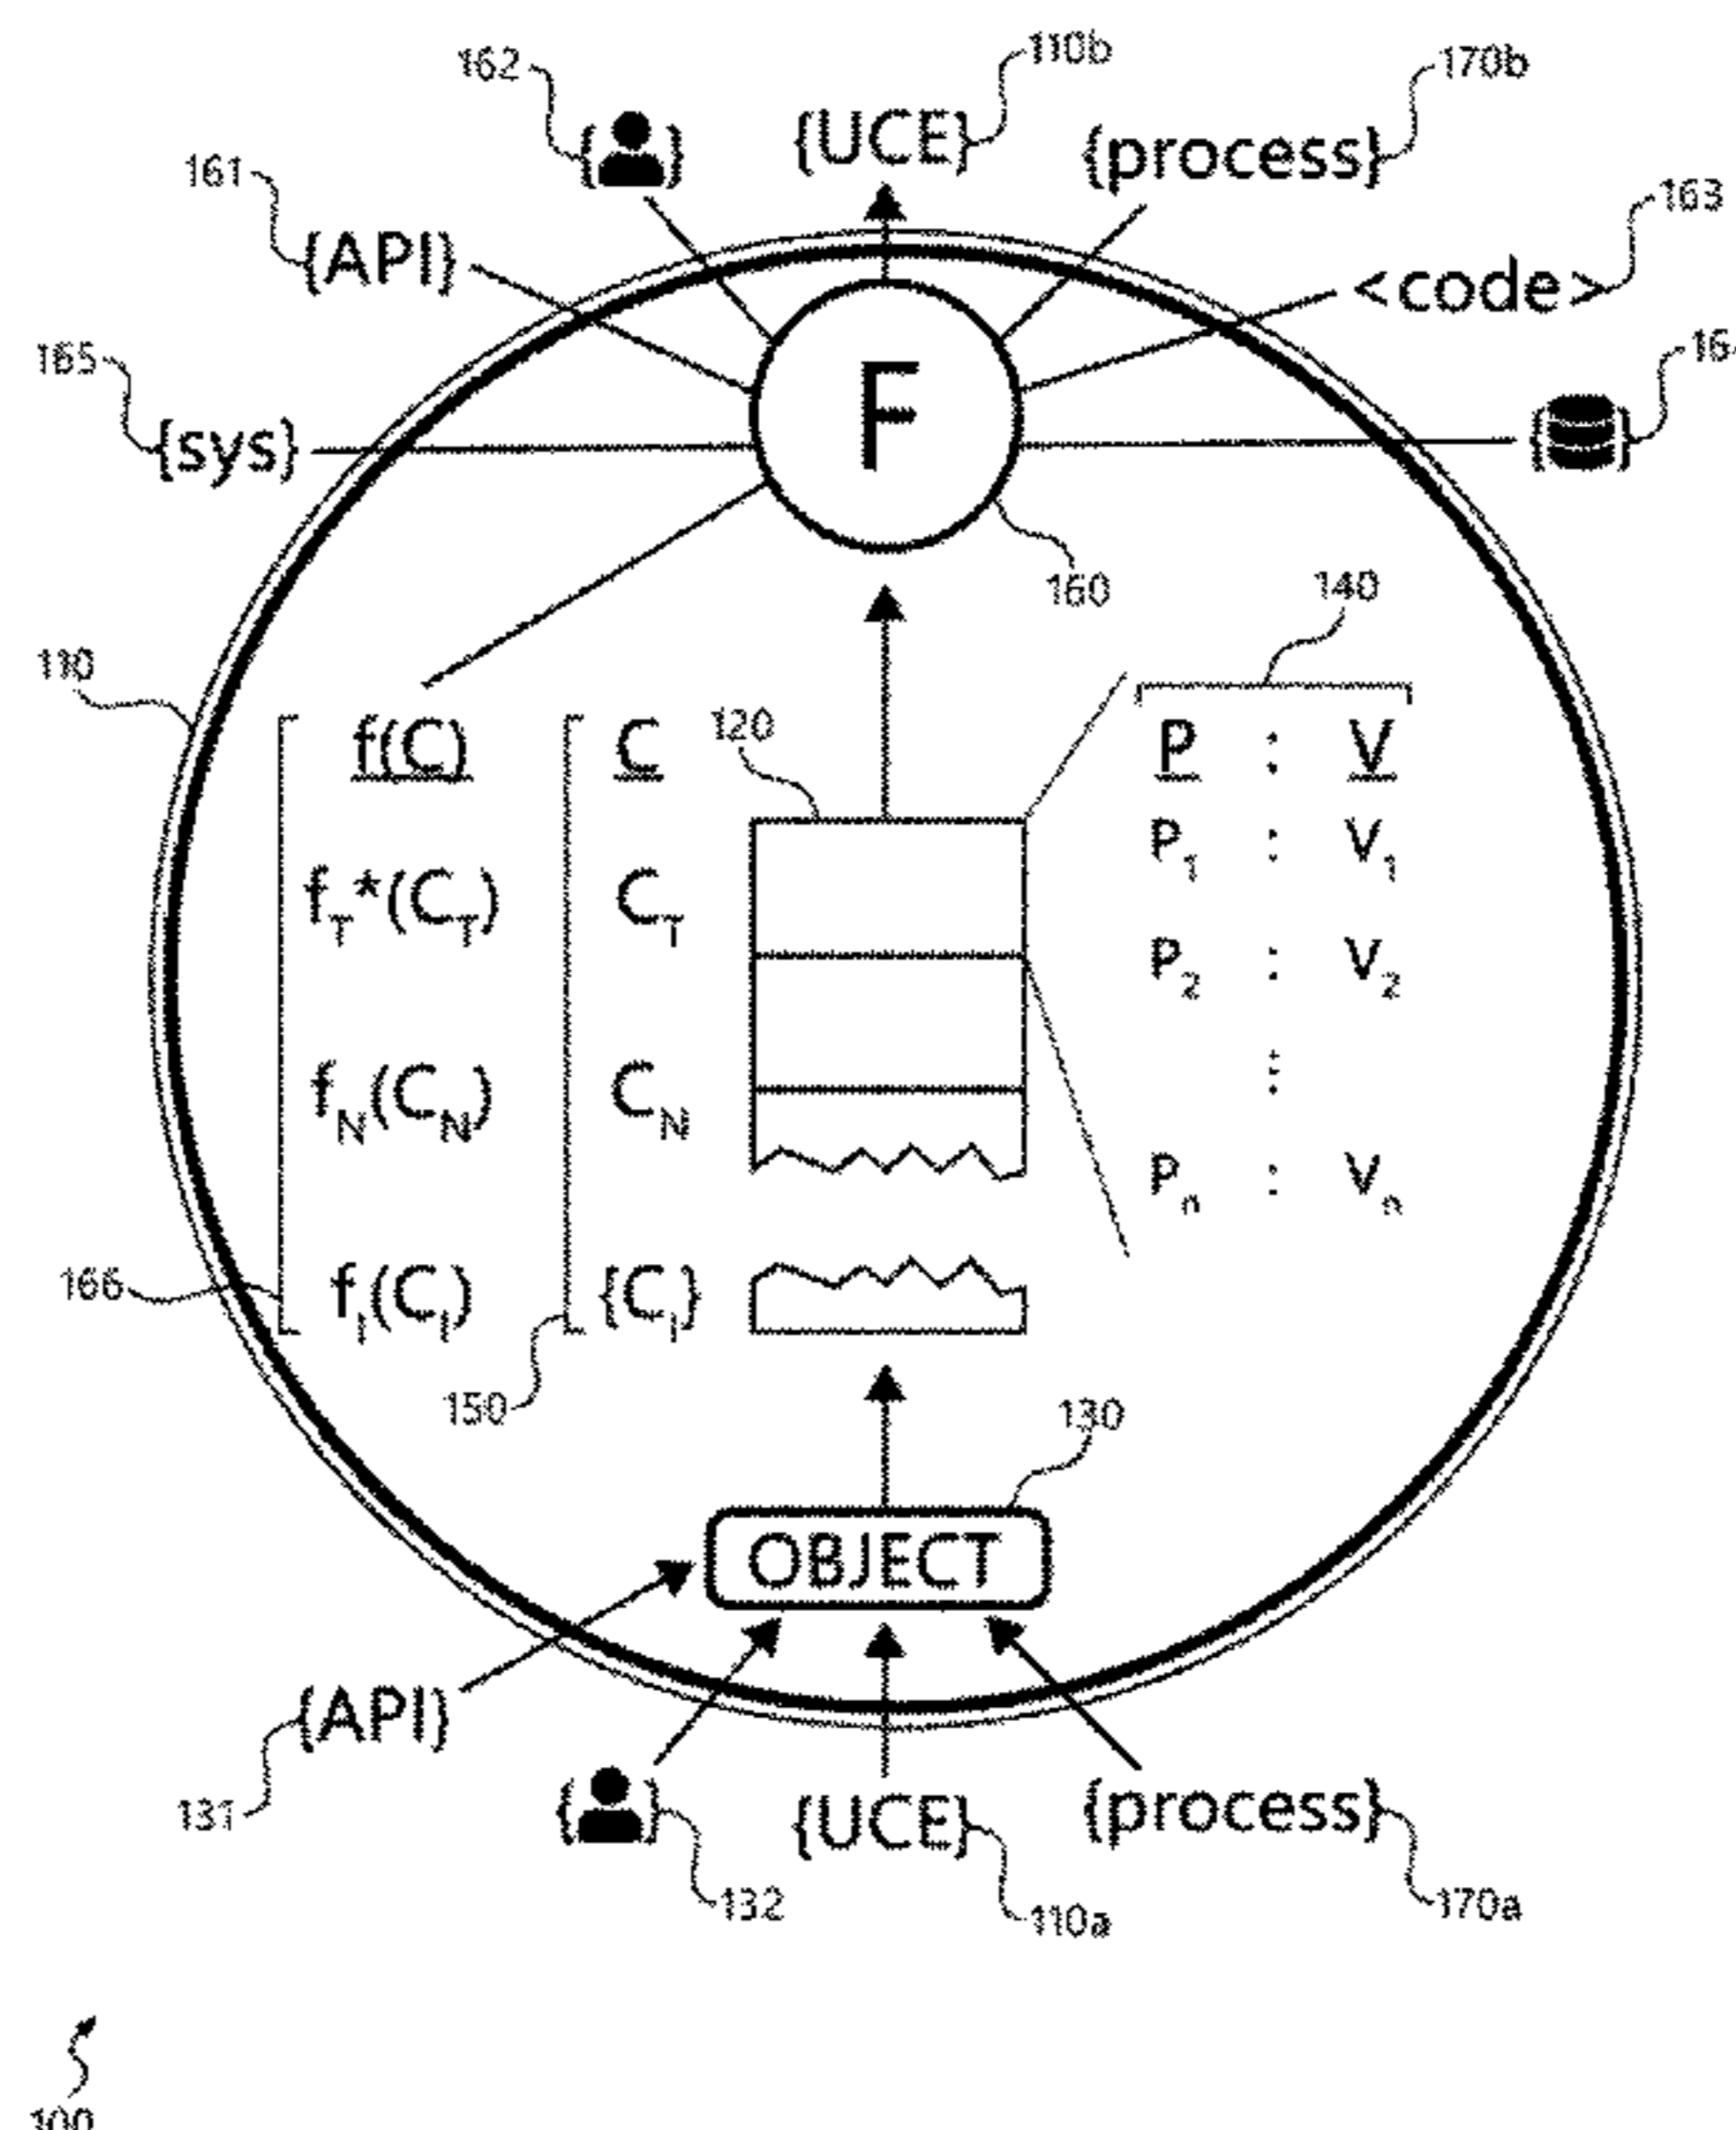 162
110b
170b
{ }
{UCE}
{process}
161
163
{API}
<code>
165
16
{sys}
F
{ }
160
140
110
f(C)
C
120
P : V
P1 : V1
fT*(CT)
CT
P2 : V2
fN(CN)
CN
⋮
Pn : Vn
166
fI(CI)
{CI}
150
130
OBJECT
{API}
131
{ }
{UCE}
{process}
132
110a
170a
100